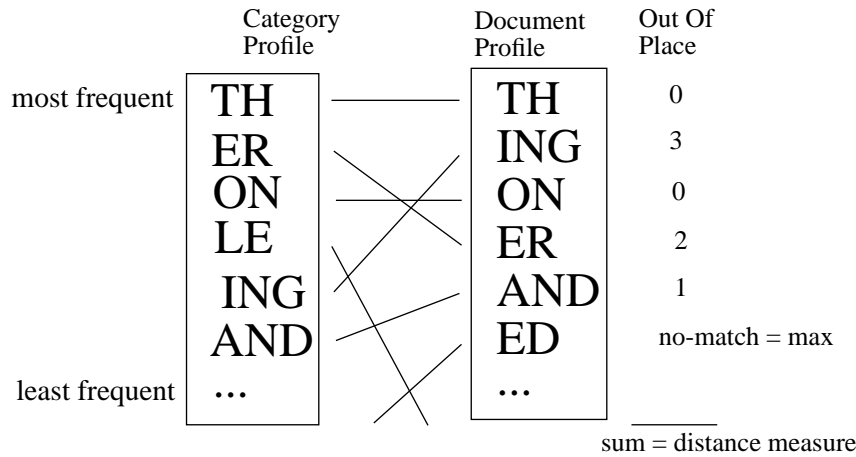 Category
Profile
Document
Profile
Out Of
Place
most frequent
TH
TH
0
ER
ING
3
ON
ON
0
LE
ER
2
ING
AND
1
AND
ED
no-match = max
least frequent
...
...
sum = distance measure